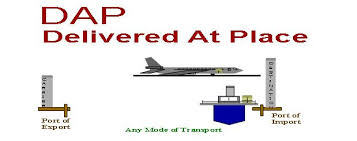 DAP
Delivered At Place
Port of
Export
Any Mode of Transport
Port of
Import